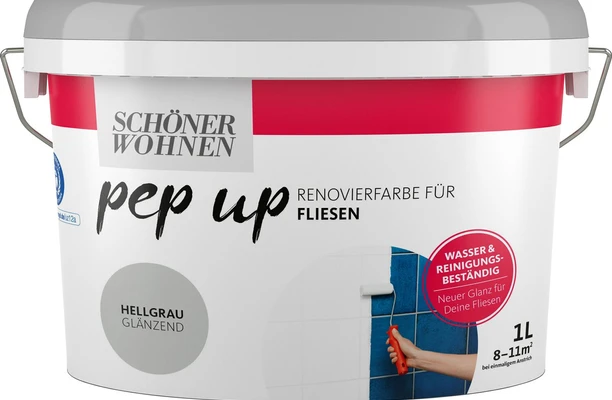 SCHÖNER
WOHNEN
pep up
RENOVIERFARBE FÜR
FLIESEN
HELLGRAU
GLÄNZEND
WASSER &
REINIGUNGS-
BESTÄNDIG
Neuer Glanz für
Deine Fliesen
1L
8–11m²
bei einmaligem Anstrich